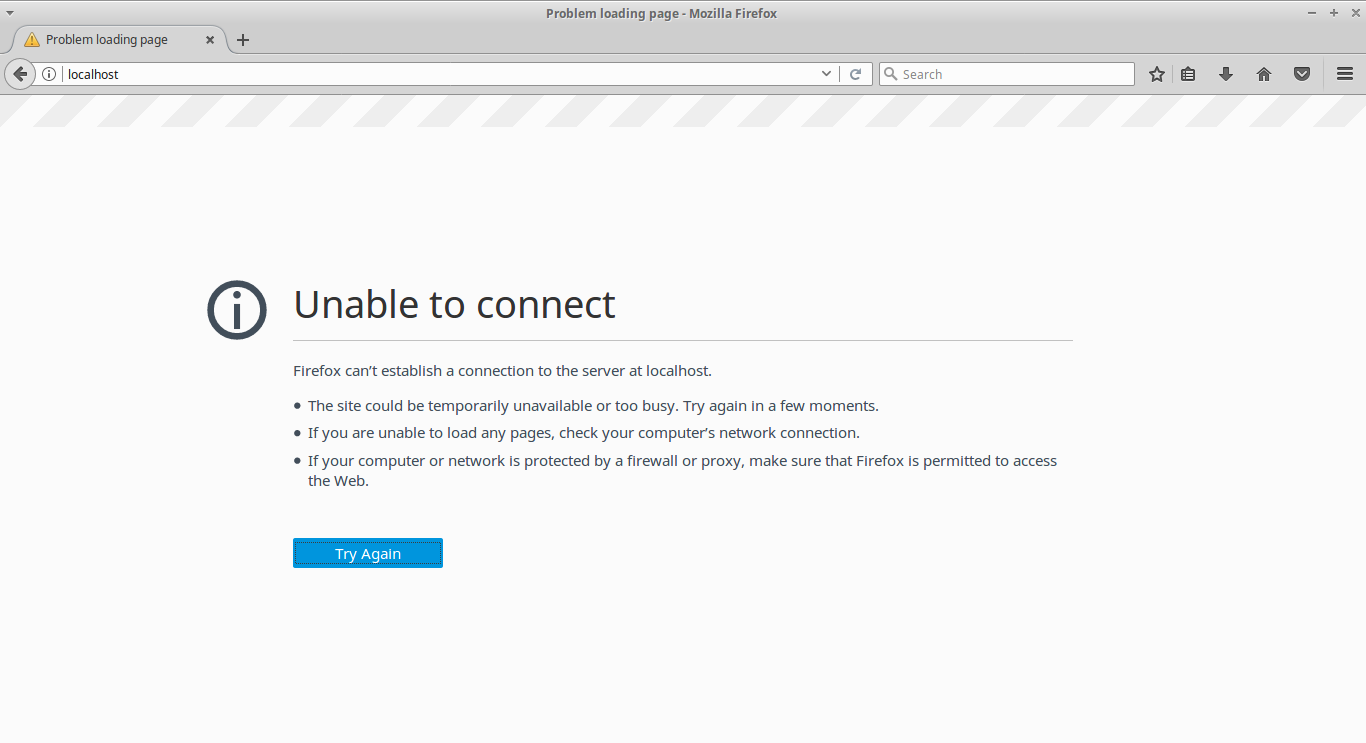 Problem loading page - Mozilla Firefox
Problem loading page
localhost
Search
Unable to connect
Firefox can’t establish a connection to the server at localhost.
The site could be temporarily unavailable or too busy. Try again in a few moments.
If you are unable to load any pages, check your computer’s network connection.
If your computer or network is protected by a firewall or proxy, make sure that Firefox is permitted to access
the Web.
Try Again